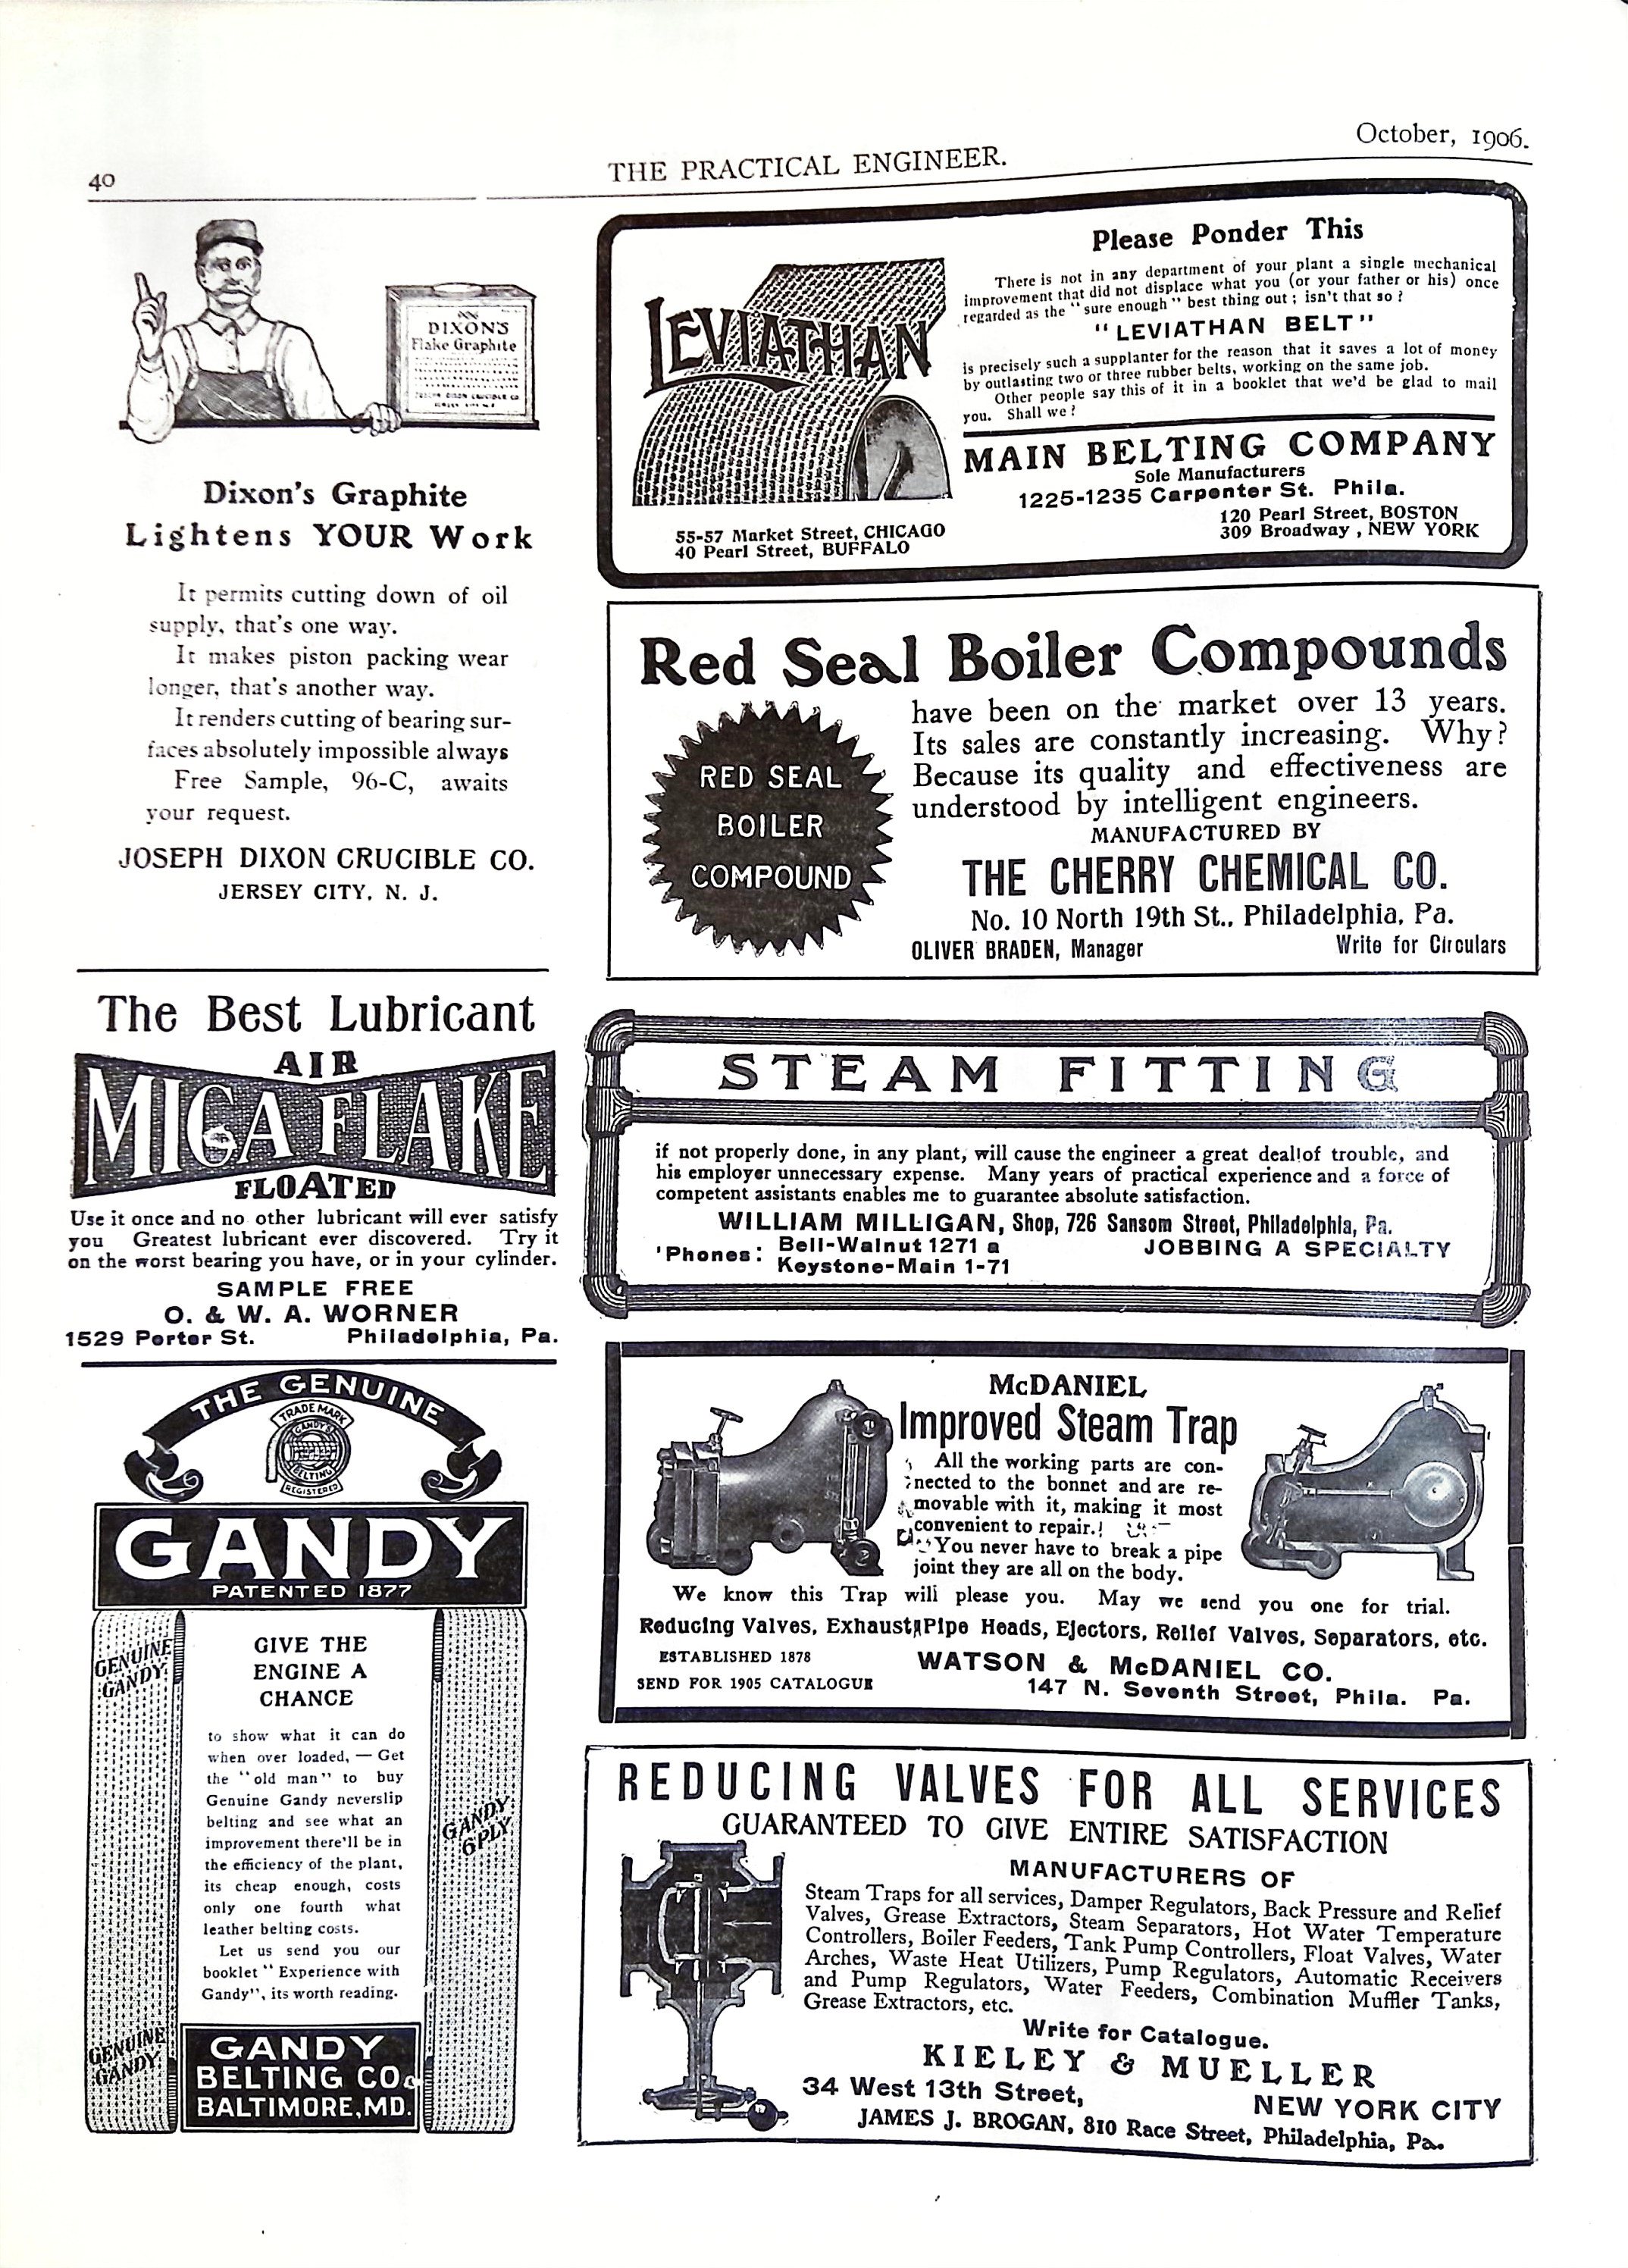 40
THE PRACTICAL ENGINEER.
October, 1906.
DIXON'S
Flake Graphite
Dixon's Graphite
Lightens YOUR Work
It permits cutting down of oil
supply, that's one way.
It makes piston packing wear
longer, that's another way.
It renders cutting of bearing sur-
faces absolutely impossible always
Free Sample, 96-C, awaits
your request.
JOSEPH DIXON CRUCIBLE CO.
JERSEY CITY, N. J.
The Best Lubricant
AIR
MICA FLAKE
FLOATED
Use it once and no other lubricant will ever satisfy
you Greatest lubricant ever discovered. Try it
on the worst bearing you have, or in your cylinder.
SAMPLE FREE
O. & W. A. WORNER
1529 Porter St. Philadelphia, Pa.
THE GENUINE
TRADE MARK
GANDY'S
BELTING
REGISTERED
GANDY
PATENTED 1877
GENUINE
GANDY.
GIVE THE
ENGINE A
CHANCE
to show what it can do
when over loaded, — Get
the "old man" to buy
Genuine Gandy neverslip
belting and see what an
improvement there'll be in
the efficiency of the plant,
its cheap enough, costs
only one fourth what
leather belting costs.
Let us send you our
booklet "Experience with
Gandy", its worth reading.
GANDY
6 PLY
GENUINE
GANDY.
GANDY
BELTING CO.
BALTIMORE, MD.
LEVIATHAN
Please Ponder This
There is not in any department of your plant a single mechanical
improvement that did not displace what you (or your father or his) once
regarded as the "sure enough" best thing out; isn't that so?
"LEVIATHAN BELT"
is precisely such a supplanter for the reason that it saves a lot of money
by outlasting two or three rubber belts, working on the same job.
Other people say this of it in a booklet that we'd be glad to mail
you. Shall we?
MAIN BELTING COMPANY
Sole Manufacturers
1225-1235 Carpenter St. Phila.
55-57 Market Street, CHICAGO
40 Pearl Street, BUFFALO
120 Pearl Street, BOSTON
309 Broadway, NEW YORK
Red Seal Boiler Compounds
RED SEAL
BOILER
COMPOUND
have been on the market over 13 years.
Its sales are constantly increasing. Why?
Because its quality and effectiveness are
understood by intelligent engineers.
MANUFACTURED BY
THE CHERRY CHEMICAL CO.
No. 10 North 19th St., Philadelphia, Pa.
OLIVER BRADEN, Manager Write for Circulars
STEAM FITTING
if not properly done, in any plant, will cause the engineer a great deal of trouble, and
his employer unnecessary expense. Many years of practical experience and a force of
competent assistants enables me to guarantee absolute satisfaction.
WILLIAM MILLIGAN, Shop, 726 Sansom Street, Philadelphia, Pa.
'Phones: Bell-Walnut 1271 a
Keystone-Main 1-71
JOBBING A SPECIALTY
McDANIEL
Improved Steam Trap
All the working parts are con-
nected to the bonnet and are re-
movable with it, making it most
convenient to repair.
You never have to break a pipe
joint they are all on the body.
We know this Trap will please you. May we send you one for trial.
Reducing Valves, Exhaust Pipe Heads, Ejectors, Relief Valves, Separators, etc.
ESTABLISHED 1878
SEND FOR 1905 CATALOGUE
WATSON & McDANIEL CO.
147 N. Seventh Street, Phila. Pa.
REDUCING VALVES FOR ALL SERVICES
GUARANTEED TO GIVE ENTIRE SATISFACTION
MANUFACTURERS OF
Steam Traps for all services, Damper Regulators, Back Pressure and Relief
Valves, Grease Extractors, Steam Separators, Hot Water Temperature
Controllers, Boiler Feeders, Tank Pump Controllers, Float Valves, Water
Arches, Waste Heat Utilizers, Pump Regulators, Automatic Receivers
and Pump Regulators, Water Feeders, Combination Muffler Tanks,
Grease Extractors, etc.
Write for Catalogue.
KIELEY & MUELLER
34 West 13th Street,
NEW YORK CITY
JAMES J. BROGAN, 810 Race Street, Philadelphia, Pa.